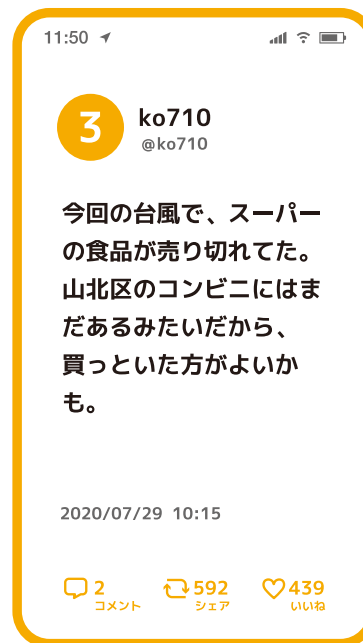 11:50
3
ko710
@ko710
今回の台風で、スーパー
の食品が売り切れてた。
山北区のコンビニにはま
だあるみたいだから、
買っといた方がよいか
も。
2020/07/29 10:15
2 592 439
コメント シェア いいね